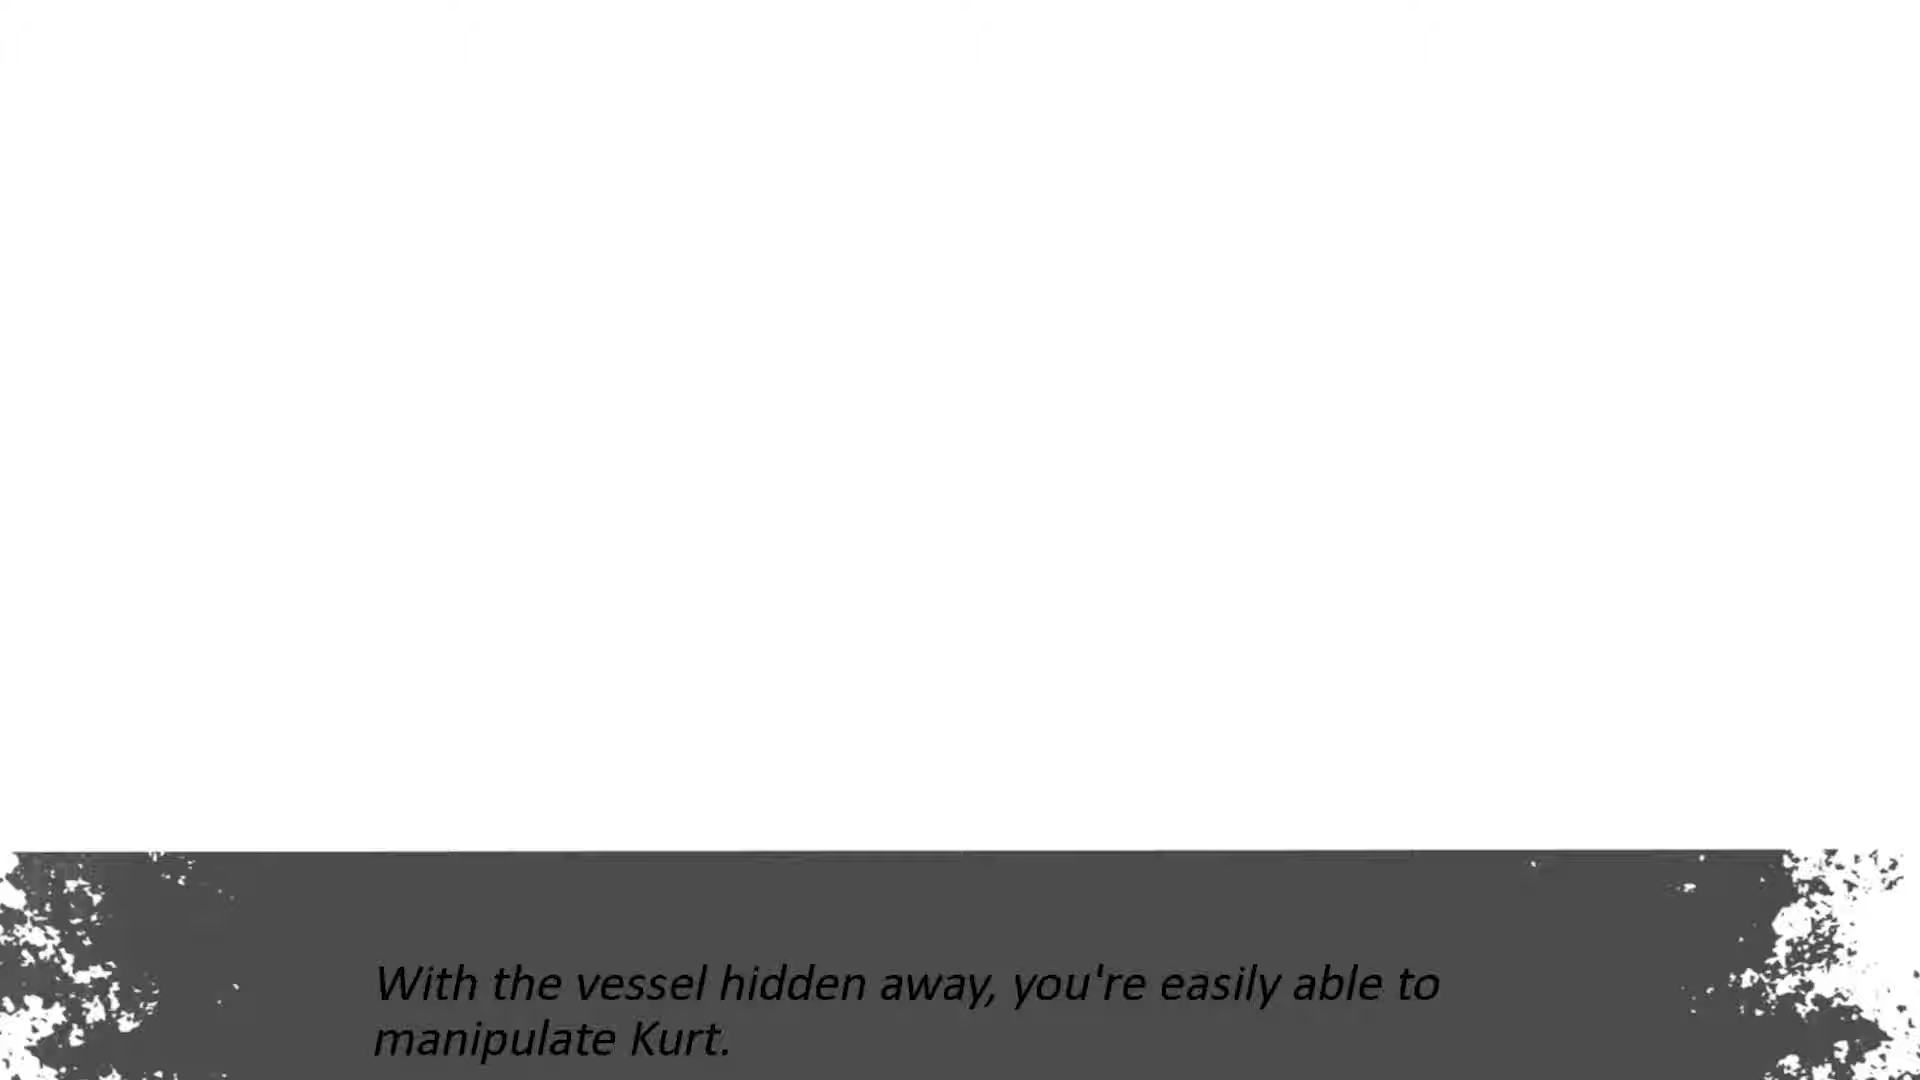 With the vessel hidden away, you're easily able to
manipulate Kurt.